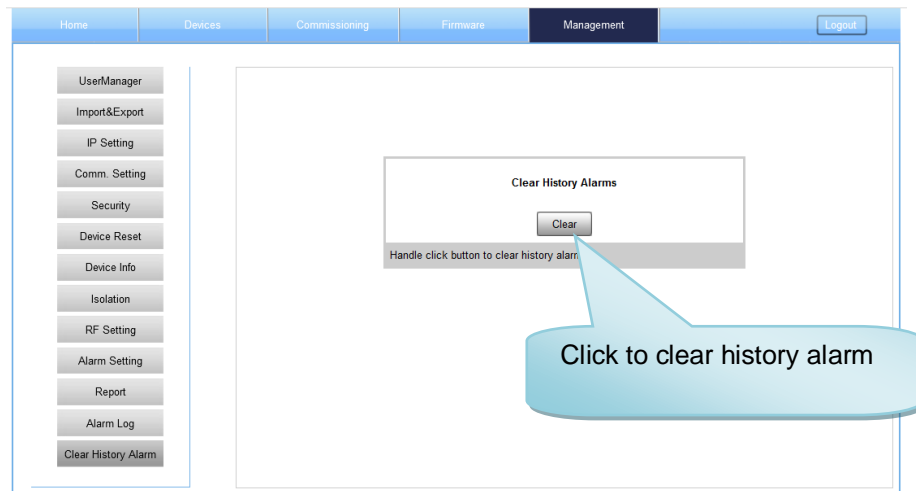 Home
Devices
Commissioning
Firmware
Management
Logout
UserManager
Import&Export
IP Setting
Comm. Setting
Security
Device Reset
Device Info
Isolation
RF Setting
Alarm Setting
Report
Alarm Log
Clear History Alarm
Clear History Alarms
Clear
Handle click button to clear history
Click to clear history alarm